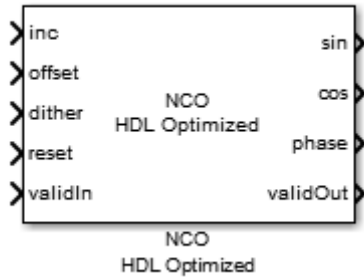 inc
offset
dither
reset
validIn
NCO
HDL Optimized
sin
cos
phase
validOut
NCO
HDL Optimized